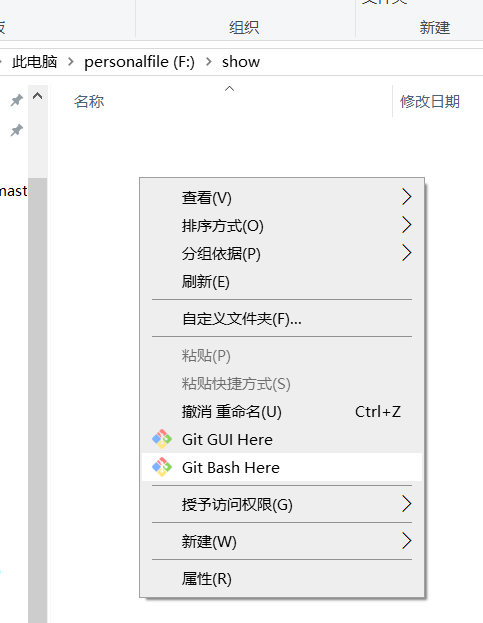 组织
新建
此电脑 > personalfile (F:) > show
名称
修改日期
mast
查看(V)
排序方式(O)
分组依据(P)
刷新(E)
自定义文件夹(F)...
粘贴(P)
粘贴快捷方式(S)
撤消 重命名(U) Ctrl+Z
Git GUI Here
Git Bash Here
授予访问权限(G)
新建(W)
属性(R)